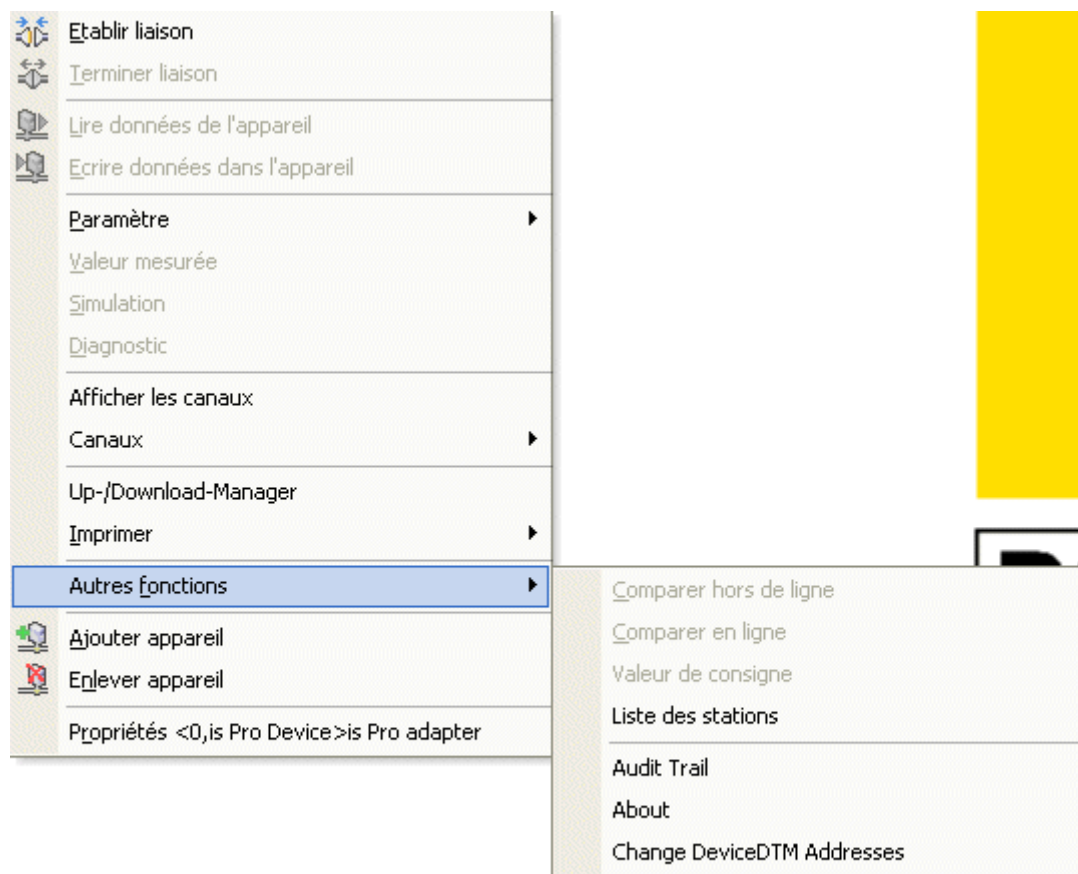 Etablir liaison
Terminer liaison
Lire données de l'appareil
Ecrire données dans l'appareil
Paramètre
Valeur mesurée
Simulation
Diagnostic
Afficher les canaux
Canaux
Up-/Download-Manager
Imprimer
Autres fonctions
Ajouter appareil
Enlever appareil
Propriétés <0,is Pro Device>is Pro adapter
Comparer hors de ligne
Comparer en ligne
Valeur de consigne
Liste des stations
Audit Trail
About
Change DeviceDTM Addresses